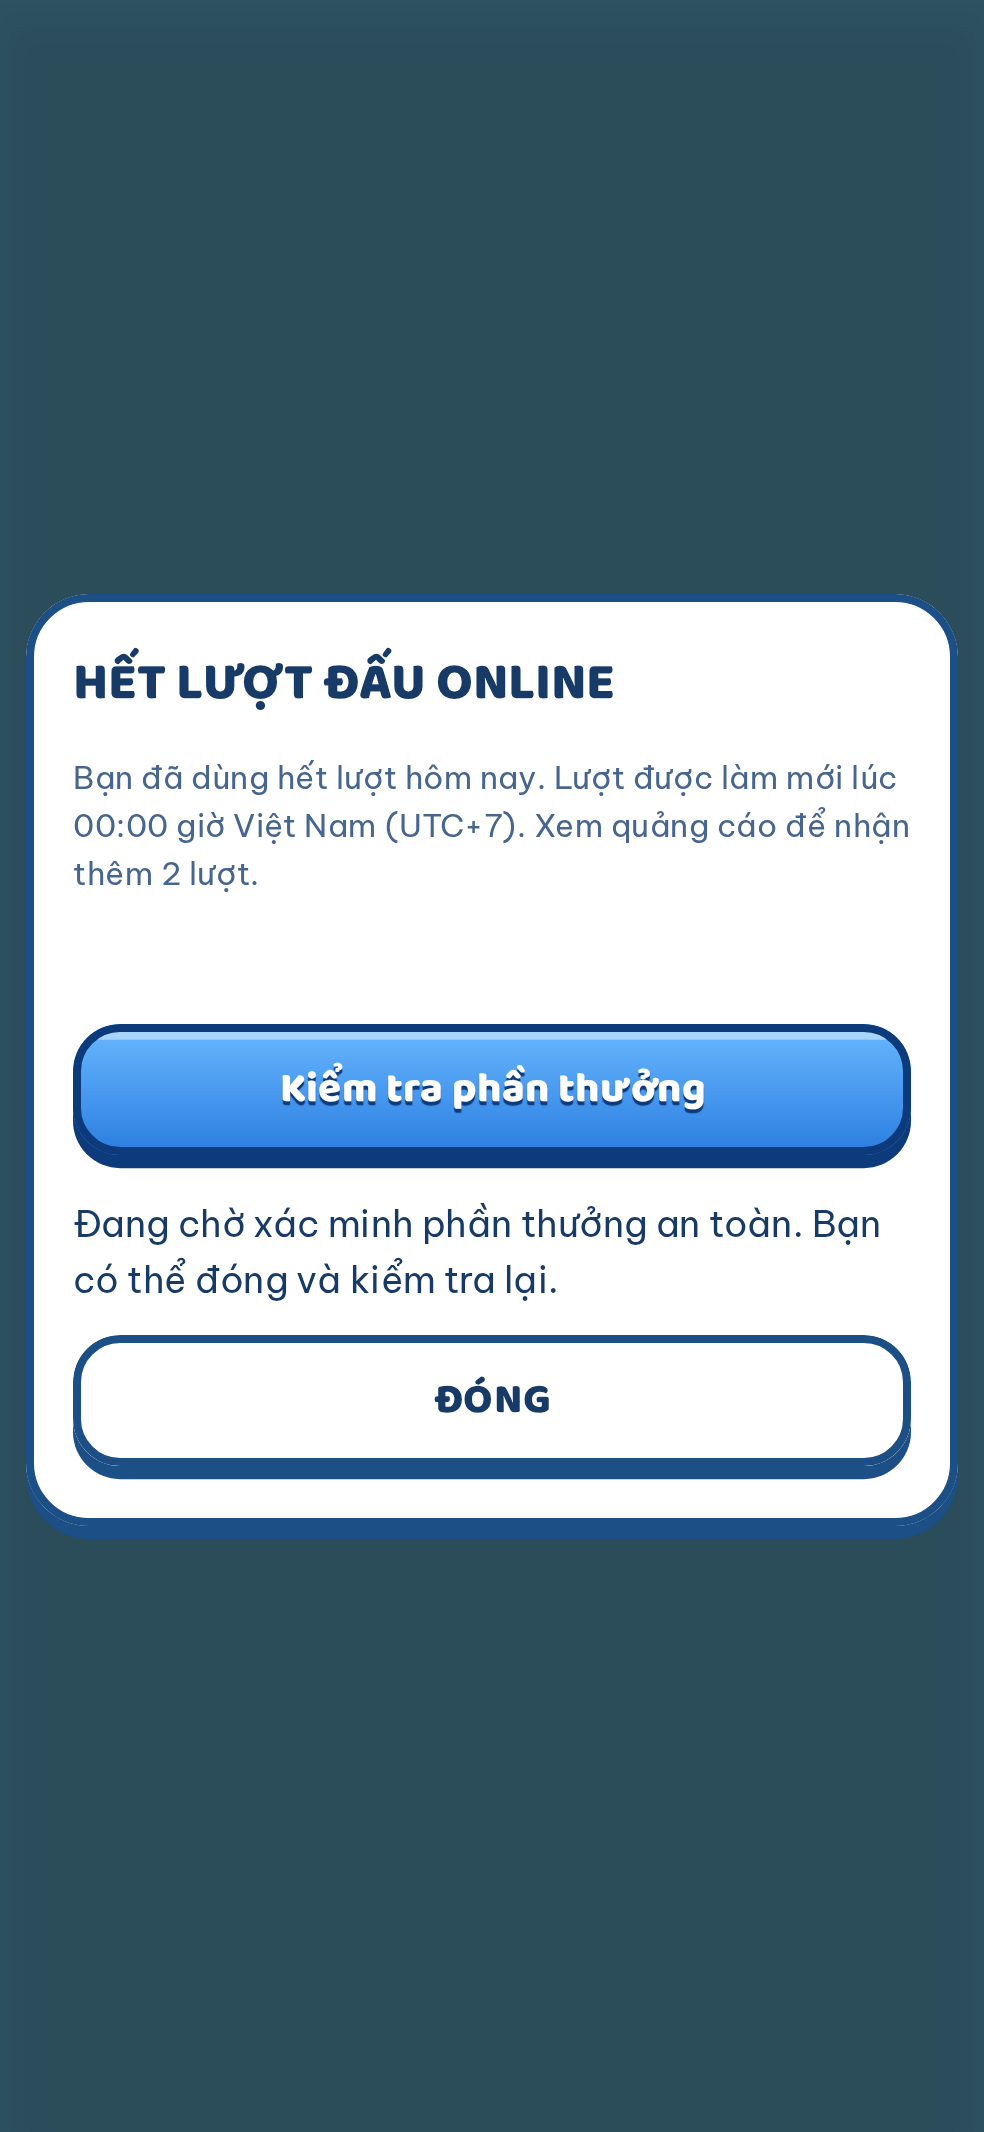 HẾT LƯỢT ĐẤU ONLINE
Bạn đã dùng hết lượt hôm nay. Lượt được làm mới lúc
00:00 giờ Việt Nam (UTC+7). Xem quảng cáo để nhận
thêm 2 lượt.
Kiểm tra phần thưởng
Đang chờ xác minh phần thưởng an toàn. Bạn
có thể đóng và kiểm tra lại.
ĐÓNG